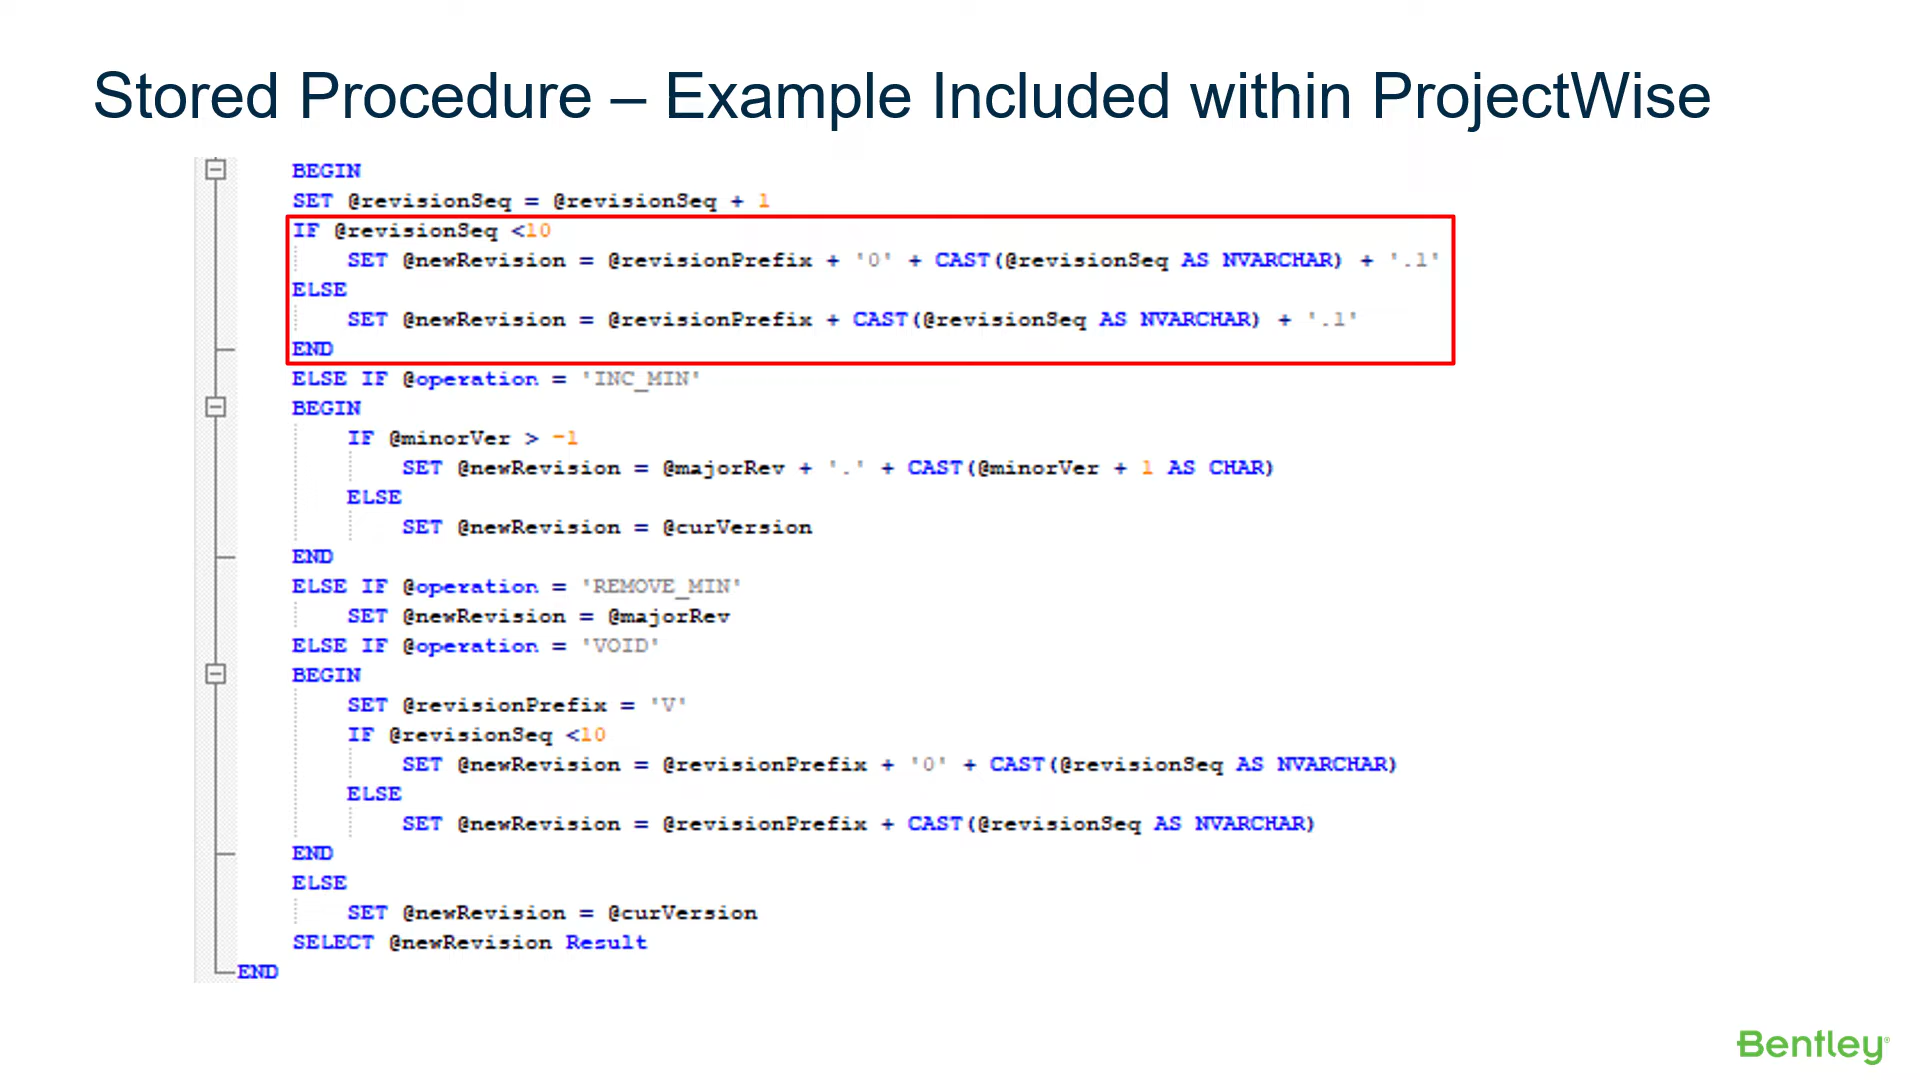 Stored Procedure – Example Included within ProjectWise
BEGIN
SET @revisionSeq = @revisionSeq + 1
IF @revisionSeq <10
SET @newRevision = @revisionPrefix + '0' + CAST(@revisionSeq AS NVARCHAR) + '.1'
ELSE
SET @newRevision = @revisionPrefix + CAST(@revisionSeq AS NVARCHAR) + '.1'
END
ELSE IF @operation = 'INC_MIN'
BEGIN
IF @minorVer > -1
SET @newRevision = @majorRev + '.' + CAST(@minorVer + 1 AS CHAR)
ELSE
SET @newRevision = @curVersion
END
ELSE IF @operation = 'REMOVE_MIN'
SET @newRevision = @majorRev
ELSE IF @operation = 'VOID'
BEGIN
SET @revisionPrefix = 'V'
IF @revisionSeq <10
SET @newRevision = @revisionPrefix + '0' + CAST(@revisionSeq AS NVARCHAR)
ELSE
SET @newRevision = @revisionPrefix + CAST(@revisionSeq AS NVARCHAR)
END
ELSE
SET @newRevision = @curVersion
SELECT @newRevision Result
END
Bentley®